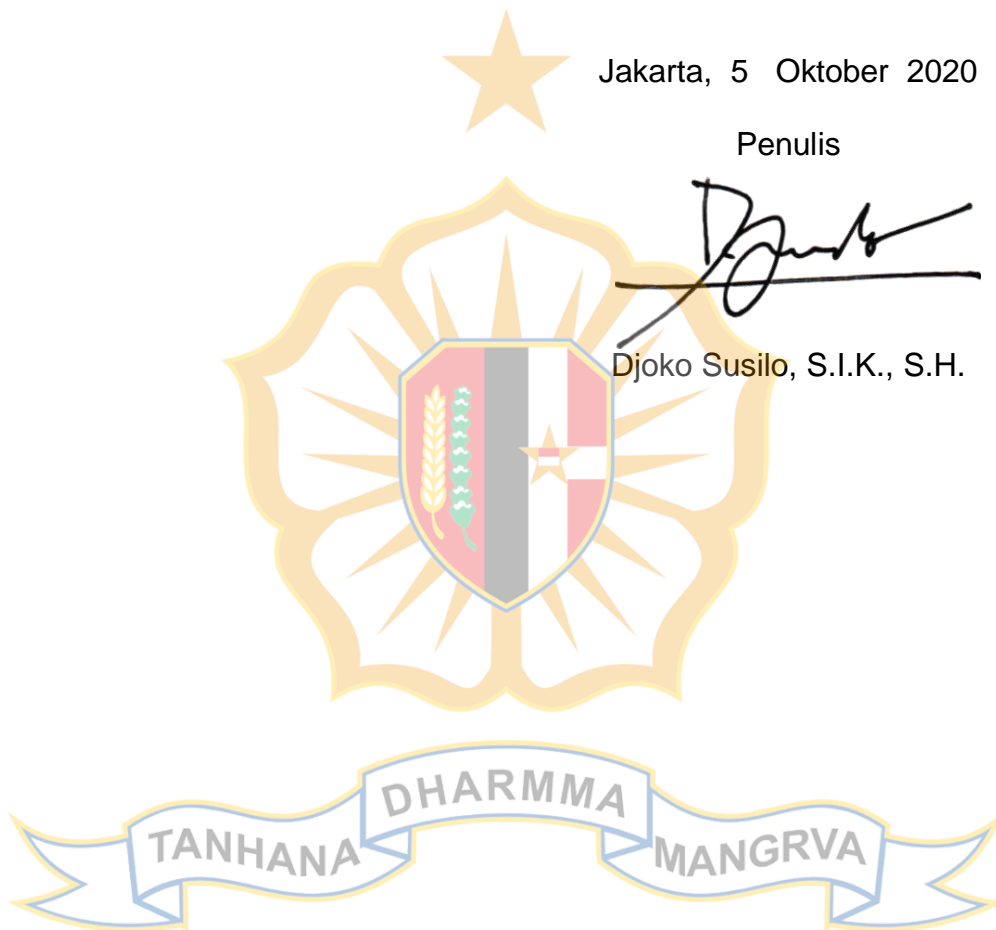 Jakarta, 5 Oktober 2020
Penulis
Djoko Susilo, S.I.K., S.H.
TANHANA DHARMMA MANGRVA